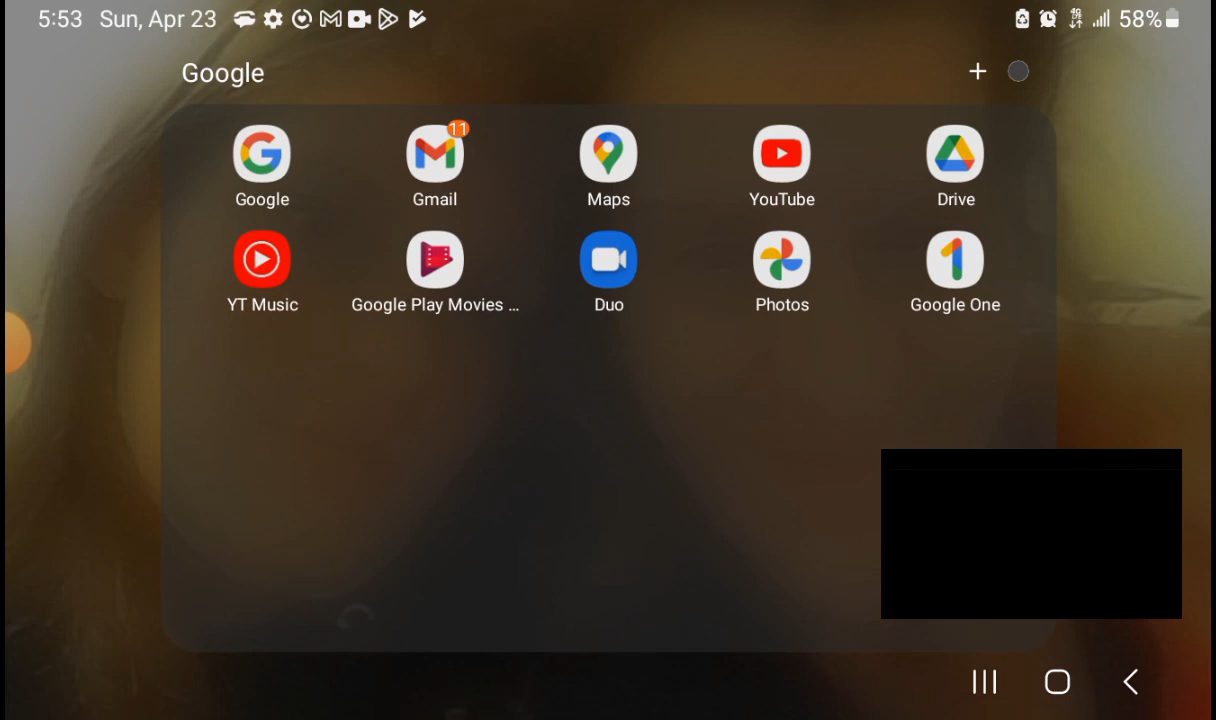 5:53 Sun, Apr 23 58%
Google
11
Google Gmail Maps YouTube Drive
YT Music Google Play Movies ... Duo Photos Google One